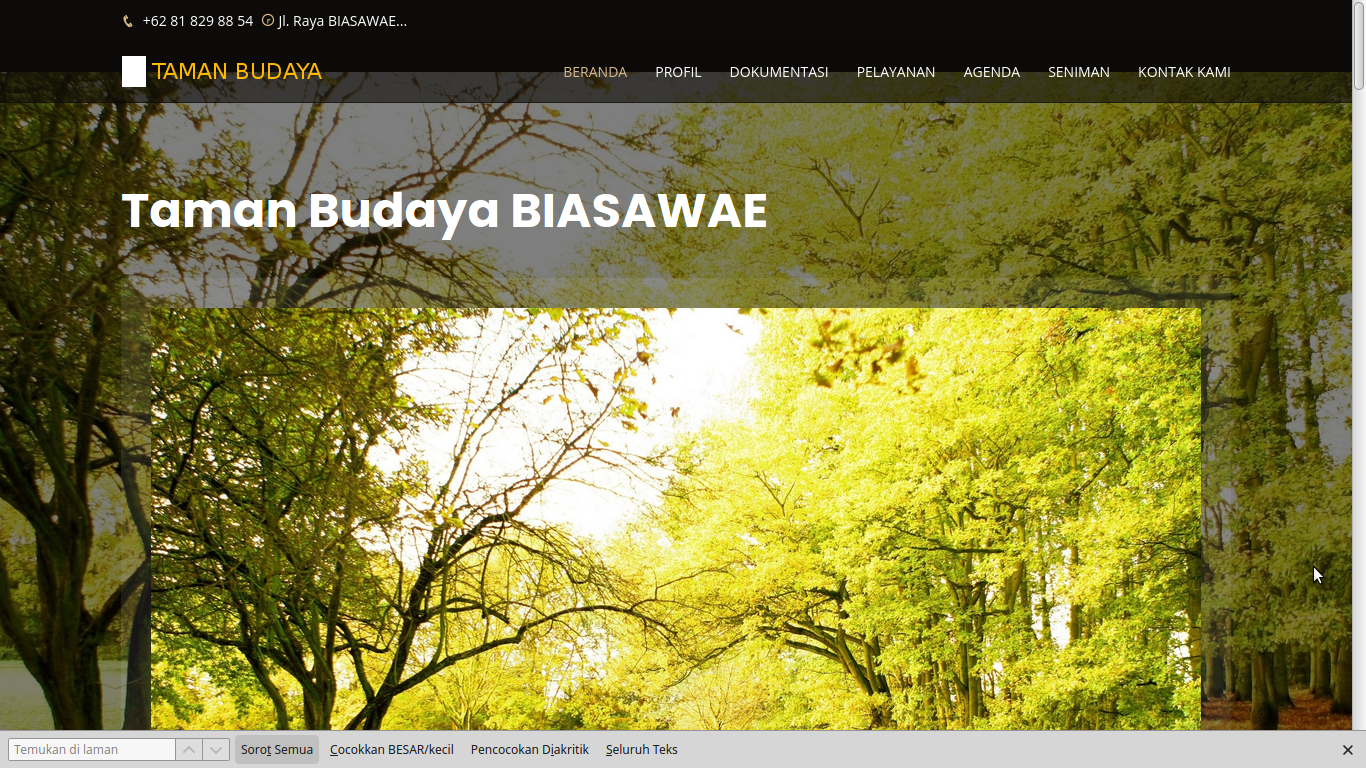 +62 81 829 88 54 Jl. Raya BIASAWAE...
TAMAN BUDAYA BERANDA PROFIL DOKUMENTASI PELAYANAN AGENDA SENIMAN KONTAK KAMI
Taman Budaya BIASAWAE
Temukan di laman Sorot Semua Cocokkan BESAR/kecil Pencocokan Diakritik Seluruh Teks